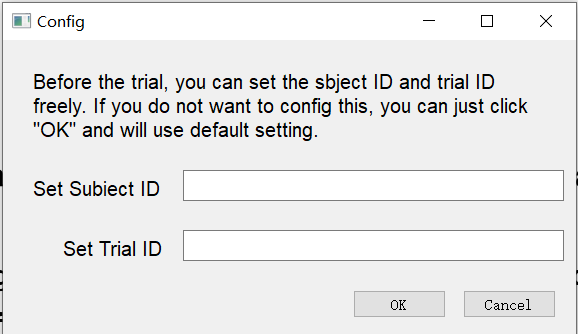 Config
Before the trial, you can set the sbject ID and trial ID
freely. If you do not want to config this, you can just click
"OK" and will use default setting.
Set Subiect ID
Set Trial ID
OK Cancel